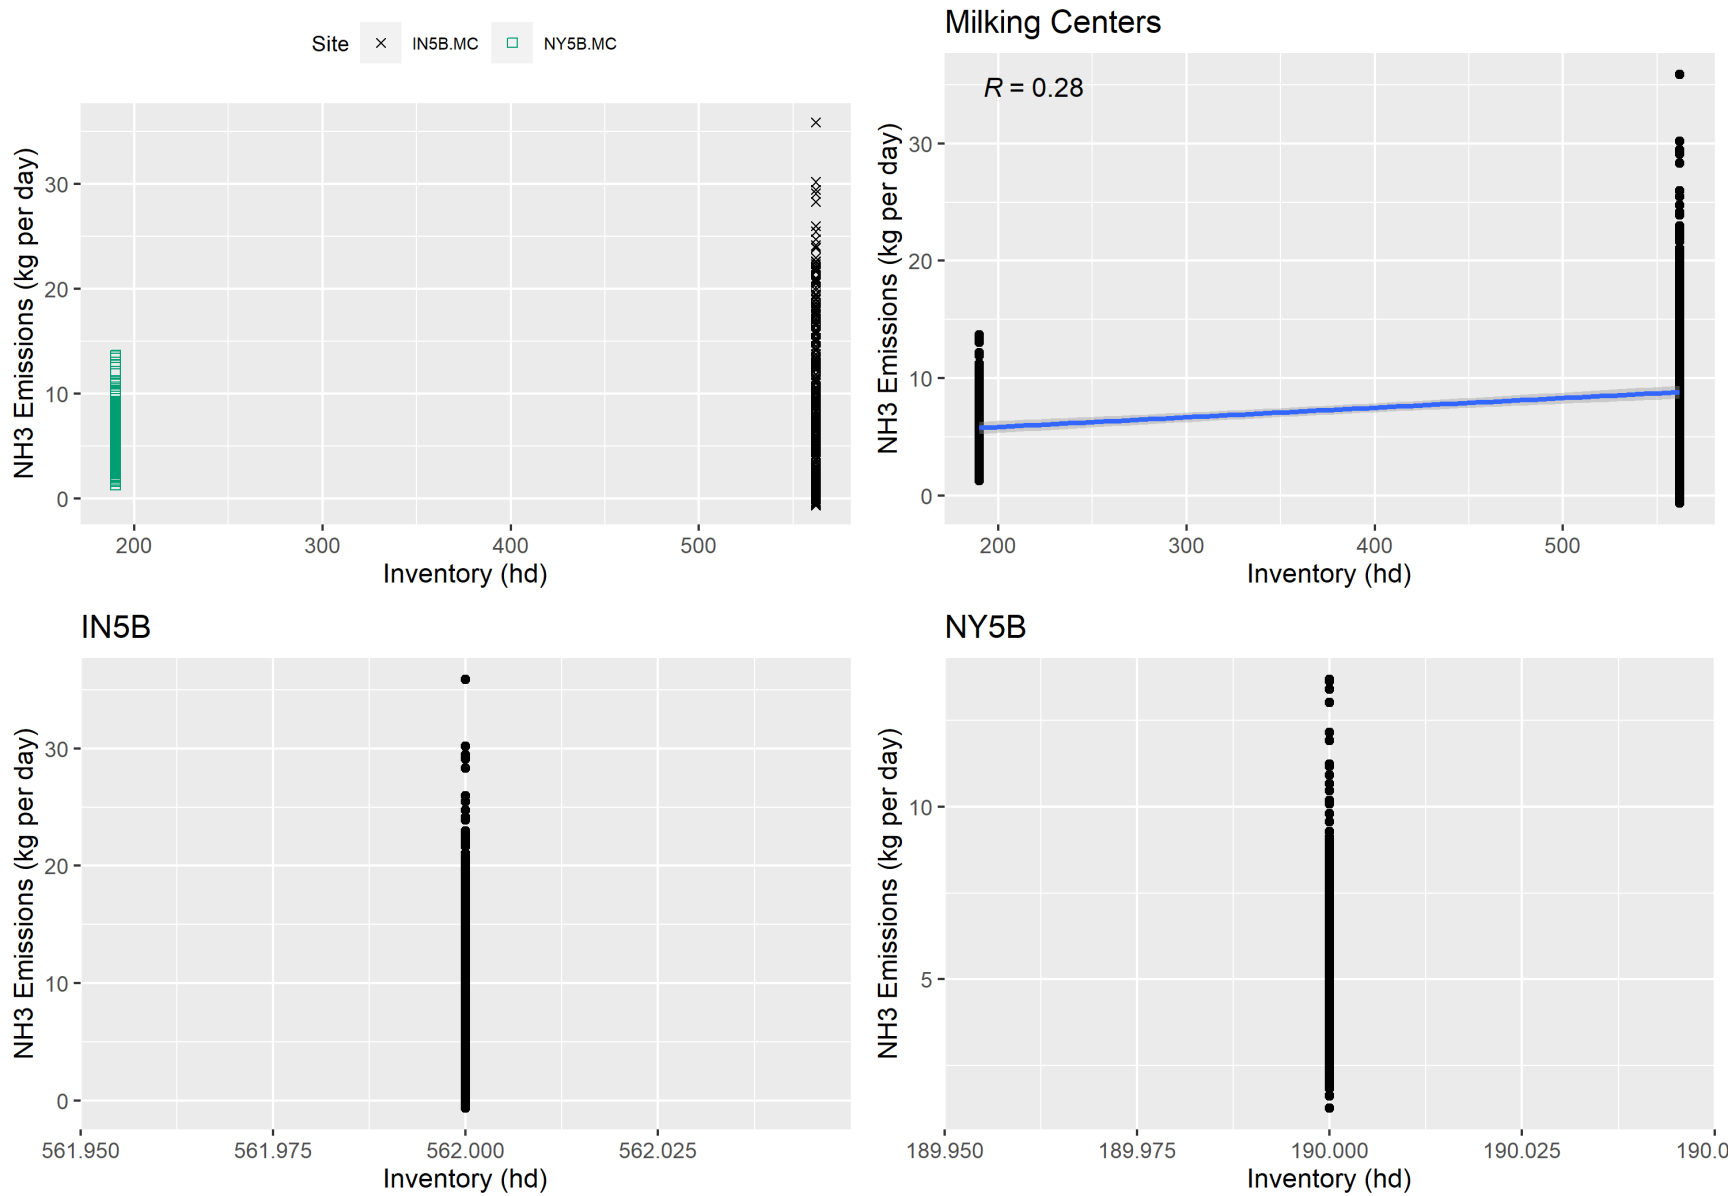 Site IN5B.MC NY5B.MC
NH3 Emissions (kg per day)
30
20
10
0
200 300 400 500
Inventory (hd)
Milking Centers
R = 0.28
NH3 Emissions (kg per day)
30
20
10
0
200 300 400 500
Inventory (hd)
IN5B
NH3 Emissions (kg per day)
30
20
10
0
561.950 561.975 562.000 562.025
Inventory (hd)
NY5B
NH3 Emissions (kg per day)
10
5
189.950 189.975 190.000 190.025 190.0
Inventory (hd)